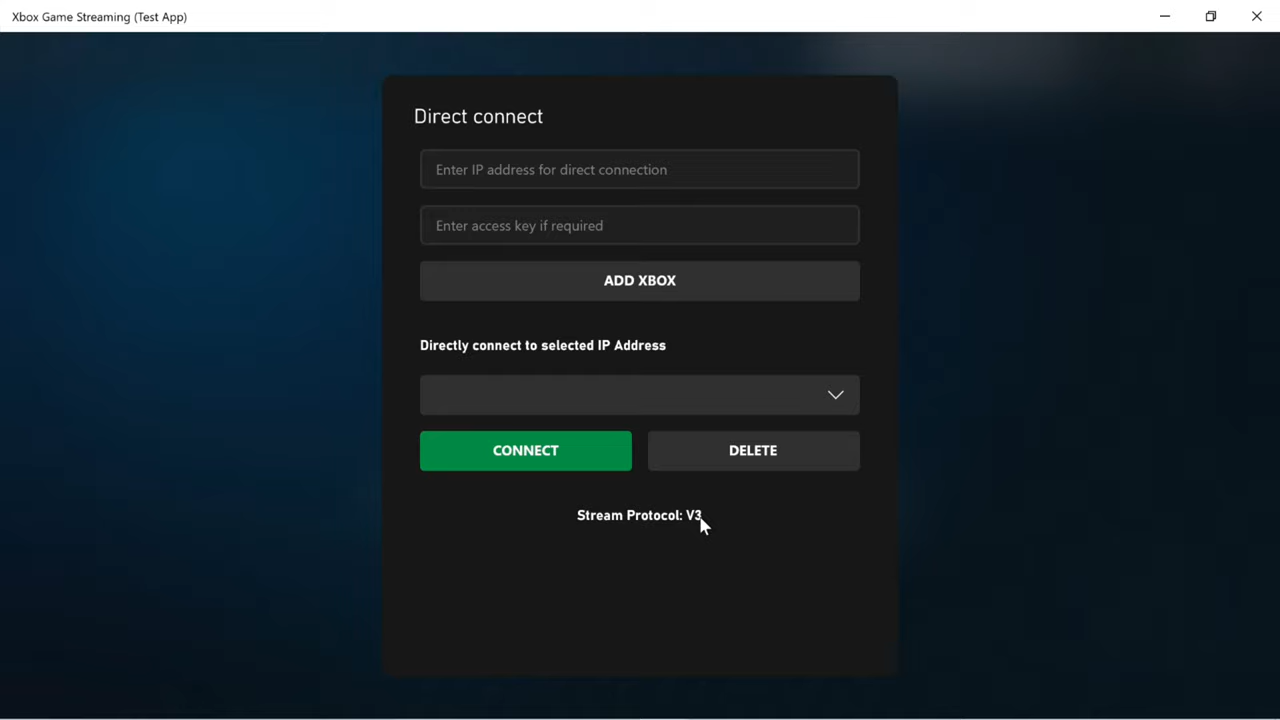 Xbox Game Streaming (Test App)
Direct connect
Enter IP address for direct connection
Enter access key if required
ADD XBOX
Directly connect to selected IP Address
CONNECT
DELETE
Stream Protocol: V3